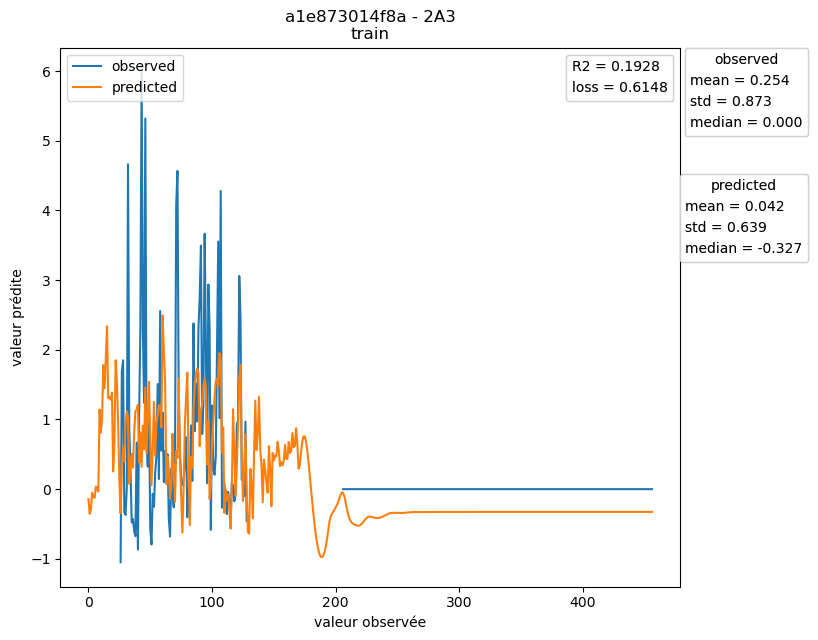 a1e873014f8a - 2A3
train
observed
predicted
R2 = 0.1928
loss = 0.6148
observed
mean = 0.254
std = 0.873
median = 0.000
predicted
mean = 0.042
std = 0.639
median = -0.327
6
5
4
3
2
1
0
−1
valeur prédite
0
100
200
300
400
valeur observée